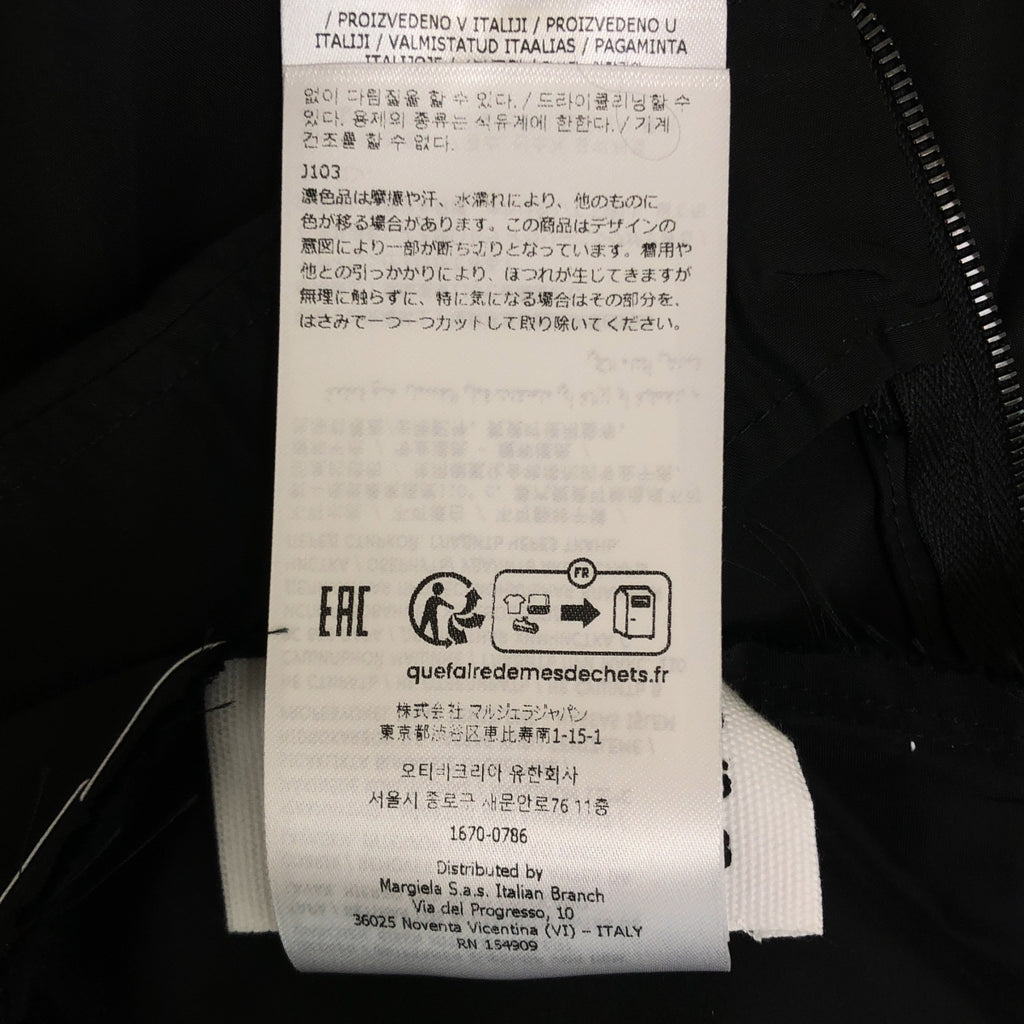 / PROIZVEDENO V ITALIJI / PROIZVEDENO U
ITALIJI / VALMISTATUD ITAALIAS / PAGAMINTA
없이 다림질을 할 수 있다. / 드라이클리닝할 수
있다. 용제의 종류는 석유계에 한한다. / 기계
건조를 할 수 없다.
J103
濃色品は摩擦や汗、水濡れにより、他のものに
色が移る場合があります。この商品はデザインの
意図により一部が断ち切りとなっています。着用や
他との引っかかりにより、ほつれが生じてきますが
無理に触らずに、特に気になる場合はその部分を、
はさみで一つ一つカットして取り除いてください。
EAC
FR
quefairedemesdechets.fr
株式会社 マルジェラジャパン
東京都渋谷区恵比寿南1-15-1
오티비코리아 유한회사
서울시 종로구 새문안로76 11층
1670-0786
Distributed by
Margiela S.a.s. Italian Branch
Via del Progresso, 10
36025 Noventa Vicentina (VI) – ITALY
RN 154909